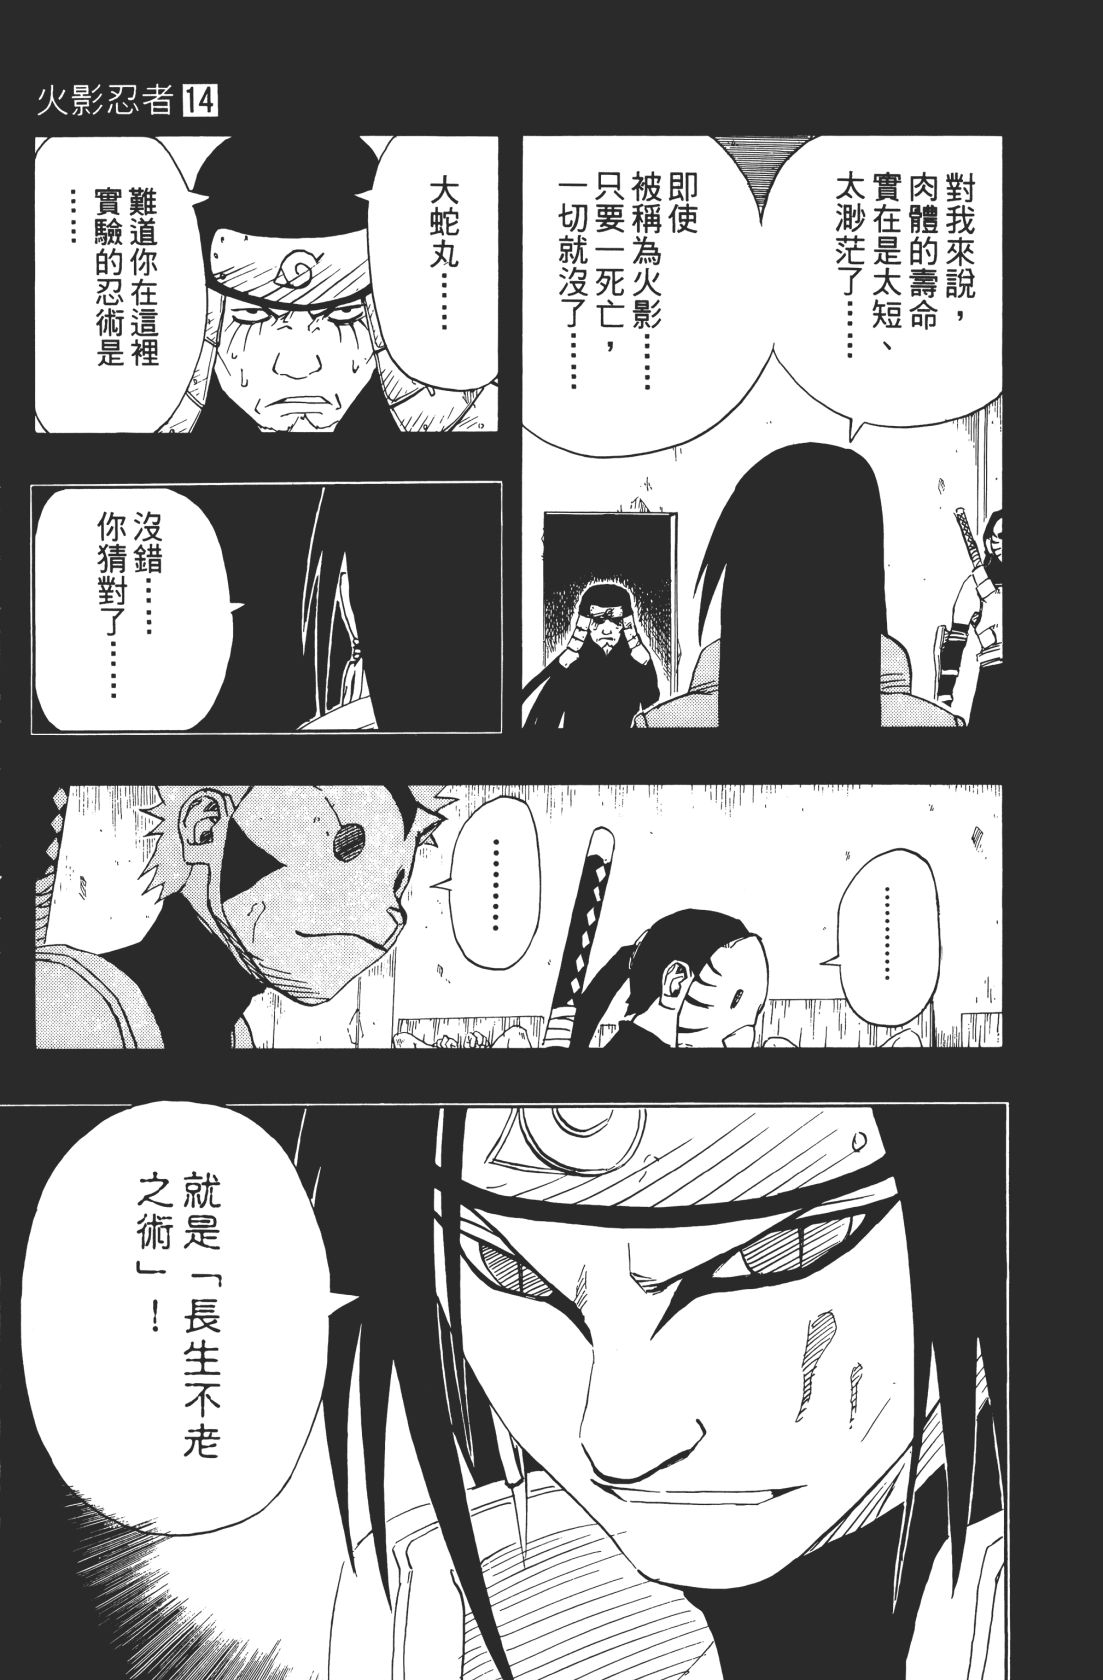 火影忍者14
對我來說，
肉體的壽命
實在是太短、
太渺茫了……
即使
被稱為火影……
只要一死亡，
一切就沒了……
大蛇丸……
難道你在這裡
實驗的忍術是
……
沒錯……
你猜對了……
………
………
就是「長生不老
之術」！